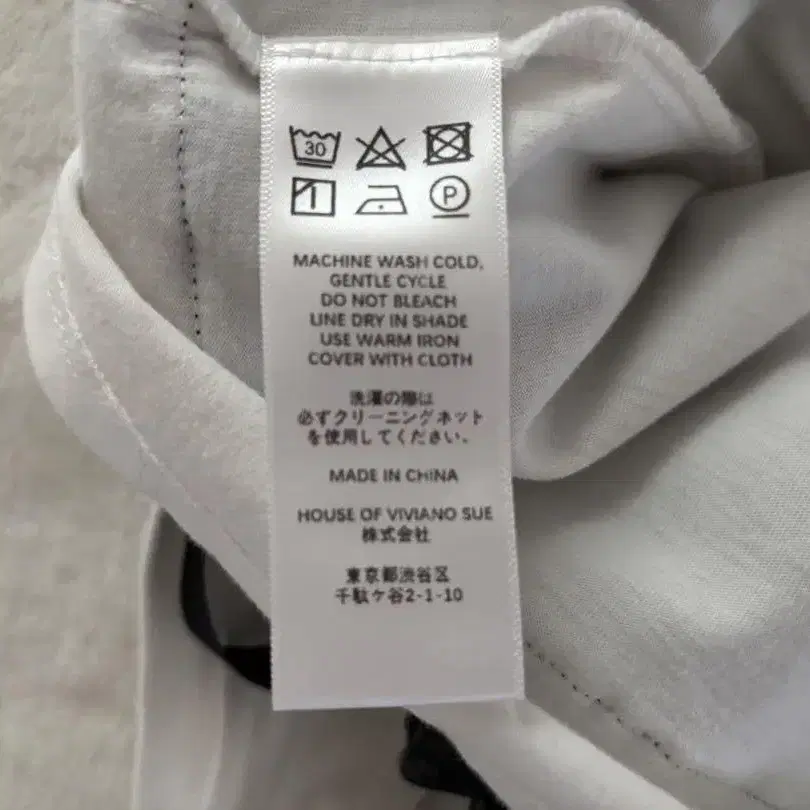 30
P
MACHINE WASH COLD,
GENTLE CYCLE
DO NOT BLEACH
LINE DRY IN SHADE
USE WARM IRON
COVER WITH CLOTH
洗濯の際は
必ずクリーニングネット
を使用してください。
MADE IN CHINA
HOUSE OF VIVIANO SUE
株式会社
東京都渋谷区
千駄ケ谷2-1-10